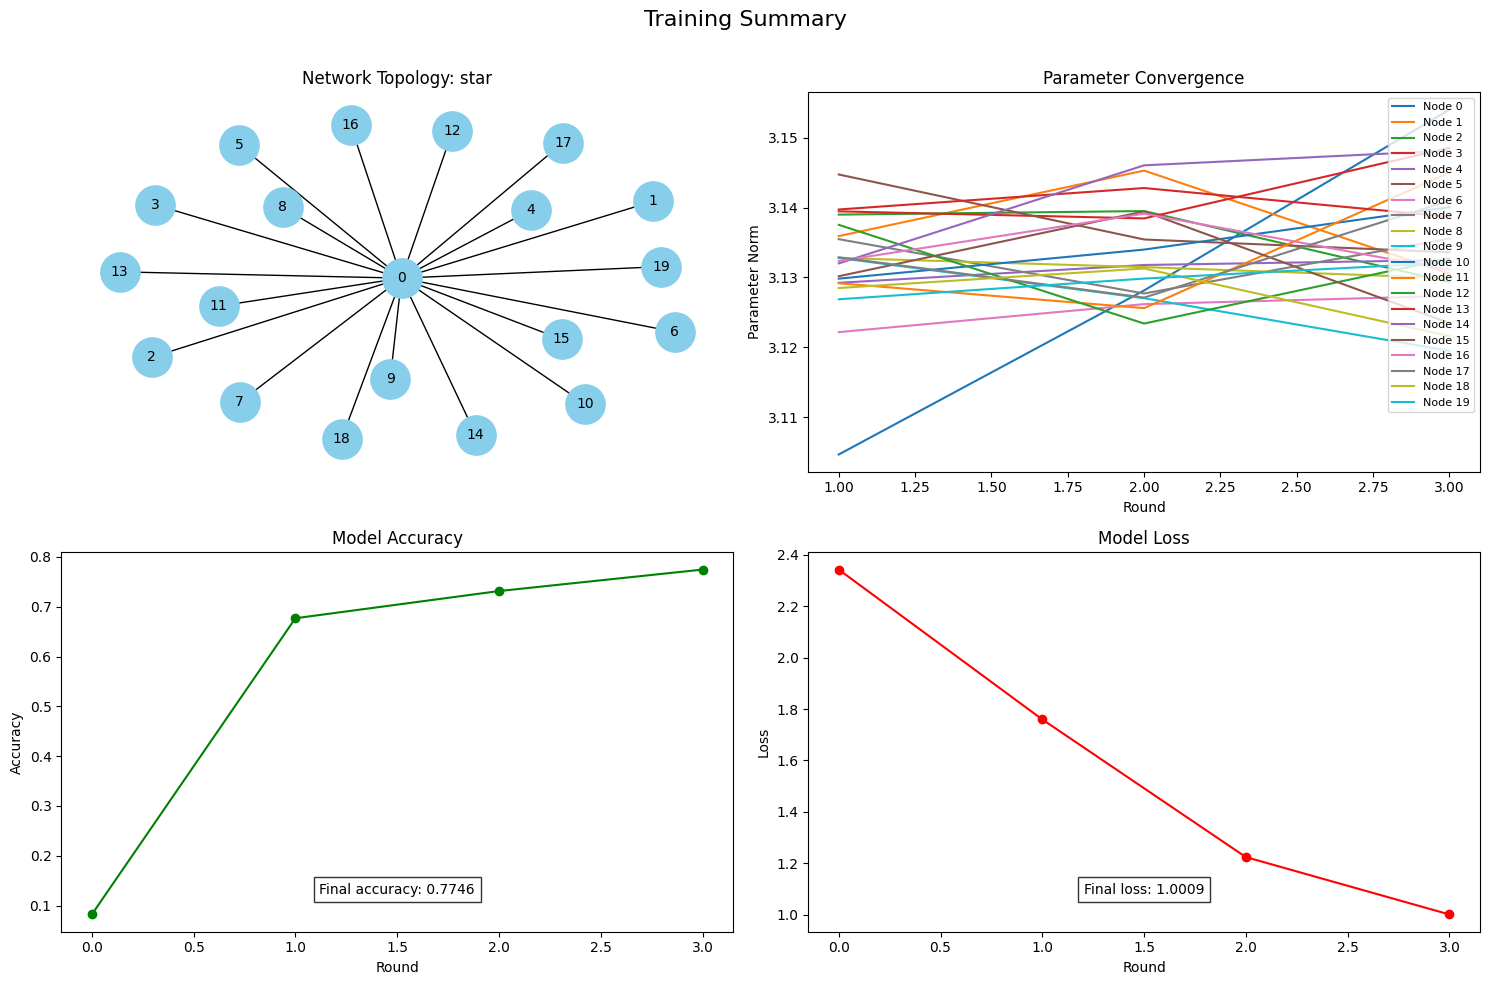 Training Summary
Network Topology: star
16
12
5
17
1
3
8
4
19
13
0
11
6
15
2
9
7
10
14
18
Parameter Convergence
Parameter Norm
3.15
3.14
3.13
3.12
3.11
1.00 1.25 1.50 1.75 2.00 2.25 2.50 2.75 3.00
Round
Node 0
Node 1
Node 2
Node 3
Node 4
Node 5
Node 6
Node 7
Node 8
Node 9
Node 10
Node 11
Node 12
Node 13
Node 14
Node 15
Node 16
Node 17
Node 18
Node 19
Model Accuracy
Accuracy
0.8
0.7
0.6
0.5
0.4
0.3
0.2
0.1
Final accuracy: 0.7746
0.0 0.5 1.0 1.5 2.0 2.5 3.0
Round
Model Loss
Loss
2.4
2.2
2.0
1.8
1.6
1.4
1.2
1.0
Final loss: 1.0009
0.0 0.5 1.0 1.5 2.0 2.5 3.0
Round